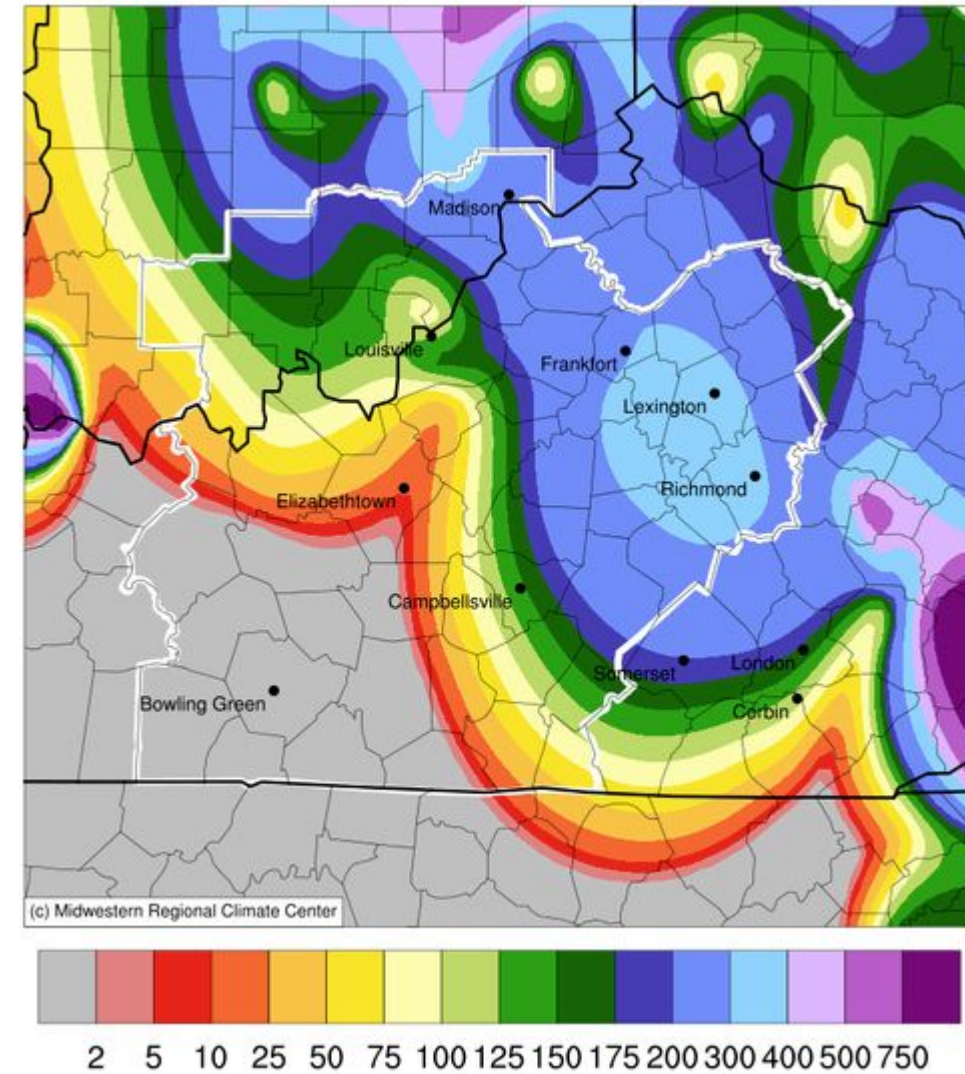 Madison
Louisville
Frankfort
Lexington
Richmond
Elizabethtown
Campbellsville
Somerset
London
Bowling Green
Corbin
(c) Midwestern Regional Climate Center
2 5 10 25 50 75 100 125 150 175 200 300 400 500 750